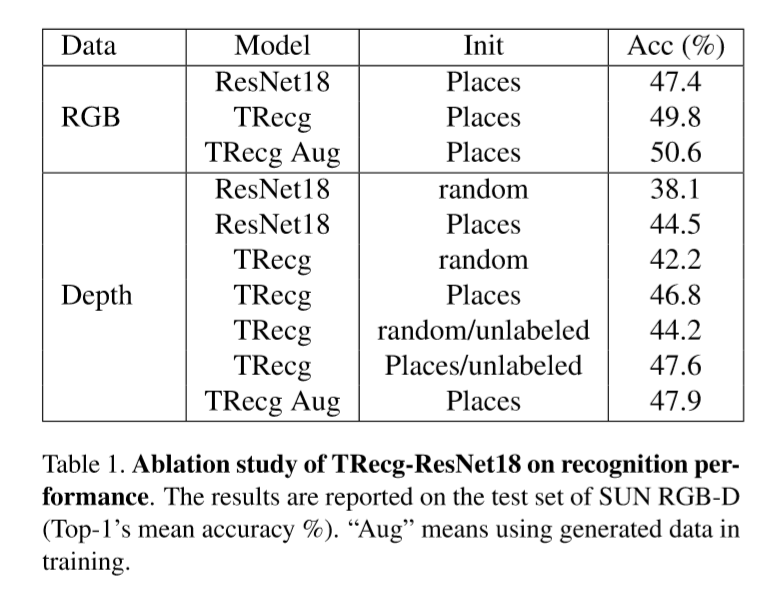 Data Model Init Acc (%)
ResNet18 Places 47.4
RGB TRecg Places 49.8
TRecg Aug Places 50.6
ResNet18 random 38.1
ResNet18 Places 44.5
TRecg random 42.2
Depth TRecg Places 46.8
TRecg random/unlabeled 44.2
TRecg Places/unlabeled 47.6
TRecg Aug Places 47.9
Table 1. Ablation study of TRecg-ResNet18 on recognition per-
formance. The results are reported on the test set of SUN RGB-D
(Top-1's mean accuracy %). “Aug” means using generated data in
training.